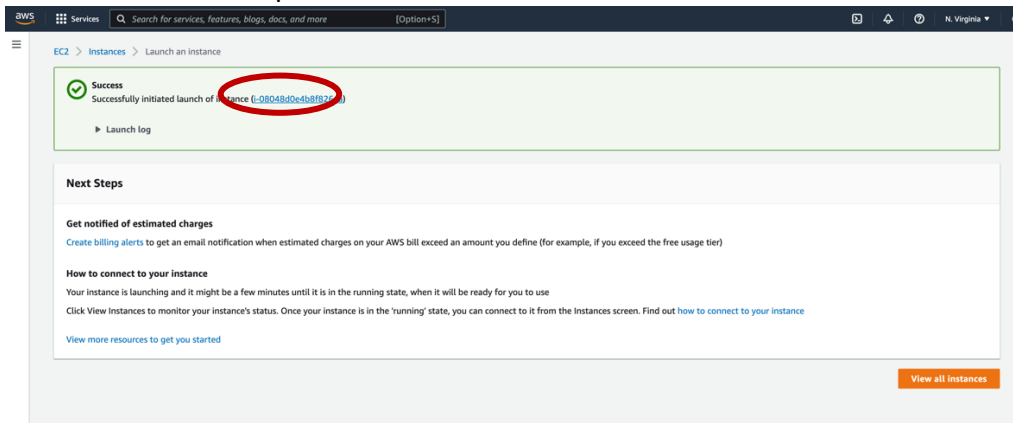 aws Services Search for services, features, blogs, docs, and more [Option+S] N. Virginia
EC2 > Instances > Launch an instance
Success
Successfully initiated launch of instance
Launch log
Next Steps
Get notified of estimated charges
Create billing alerts to get an email notification when estimated charges on your AWS bill exceed an amount you define (for example, if you exceed the free usage tier)
How to connect to your instance
Your instance is launching and it might be a few minutes until it is in the running state, when it will be ready for you to use
Click View Instances to monitor your instance's status. Once your instance is in the 'running' state, you can connect to it from the Instances screen. Find out how to connect to your instance
View more resources to get you started
View all instances